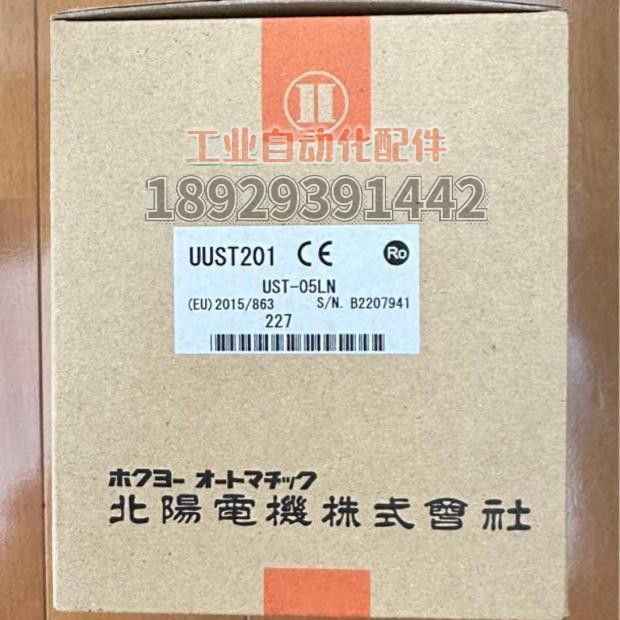 工业自动化配件
18929391442
UUST201 CE Ro
UST-05LN
(EU)2015/863 S/N. B2207941
227
ホクヨー オートマチック
北陽電機株式會社